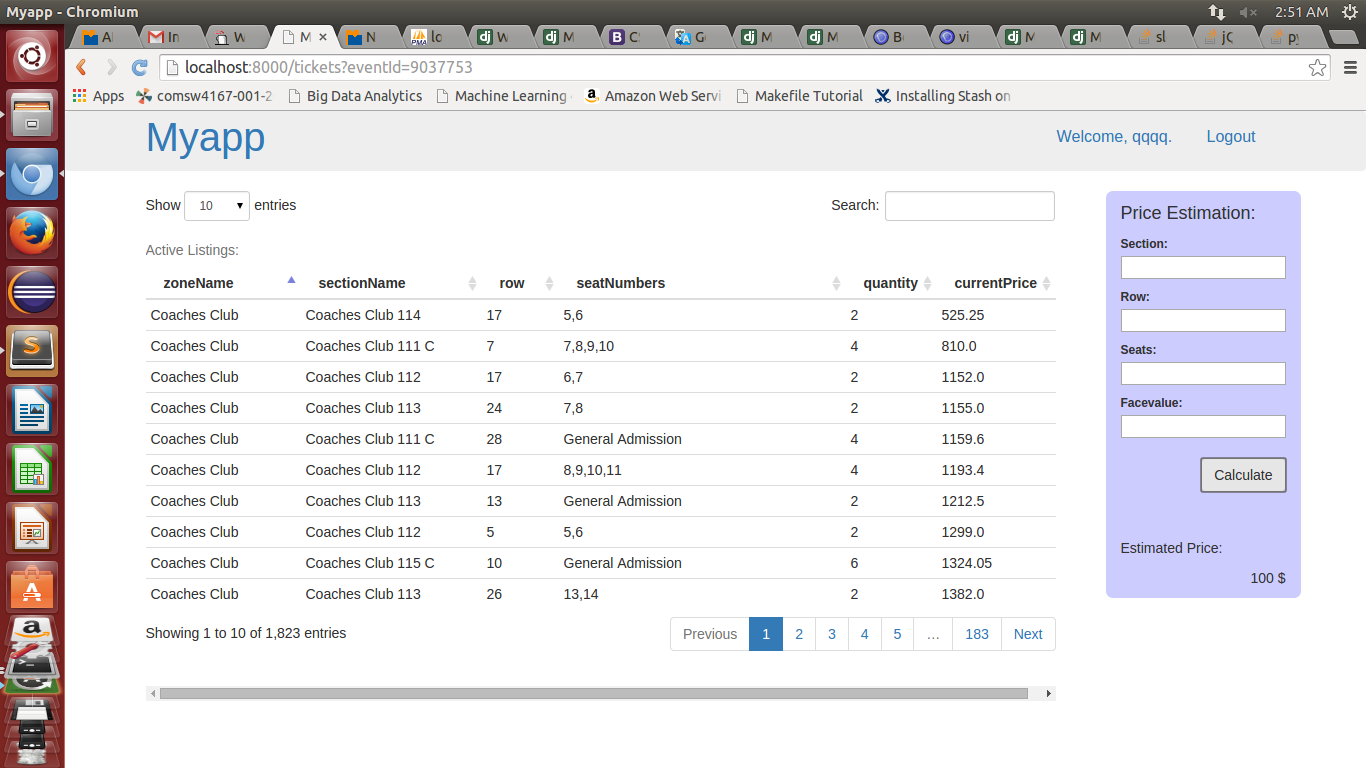 Myapp - Chromium
2:51 AM
Al
In
W
M
N
lo
W
M
C
G
M
M
B
vi
M
M
sl
jC
py
localhost:8000/tickets?eventId=9037753
Apps
comsw4167-001-2
Big Data Analytics
Machine Learning
Amazon Web Servi
Makefile Tutorial
Installing Stash on
Myapp
Welcome, qqqq.
Logout
Show 10 entries
Search:
Active Listings:
zoneName sectionName row seatNumbers quantity currentPrice
Coaches Club Coaches Club 114 17 5,6 2 525.25
Coaches Club Coaches Club 111 C 7 7,8,9,10 4 810.0
Coaches Club Coaches Club 112 17 6,7 2 1152.0
Coaches Club Coaches Club 113 24 7,8 2 1155.0
Coaches Club Coaches Club 111 C 28 General Admission 4 1159.6
Coaches Club Coaches Club 112 17 8,9,10,11 4 1193.4
Coaches Club Coaches Club 113 13 General Admission 2 1212.5
Coaches Club Coaches Club 112 5 5,6 2 1299.0
Coaches Club Coaches Club 115 C 10 General Admission 6 1324.05
Coaches Club Coaches Club 113 26 13,14 2 1382.0
Showing 1 to 10 of 1,823 entries
Previous 1 2 3 4 5 … 183 Next
Price Estimation:
Section:
Row:
Seats:
Facevalue:
Calculate
Estimated Price:
100 $